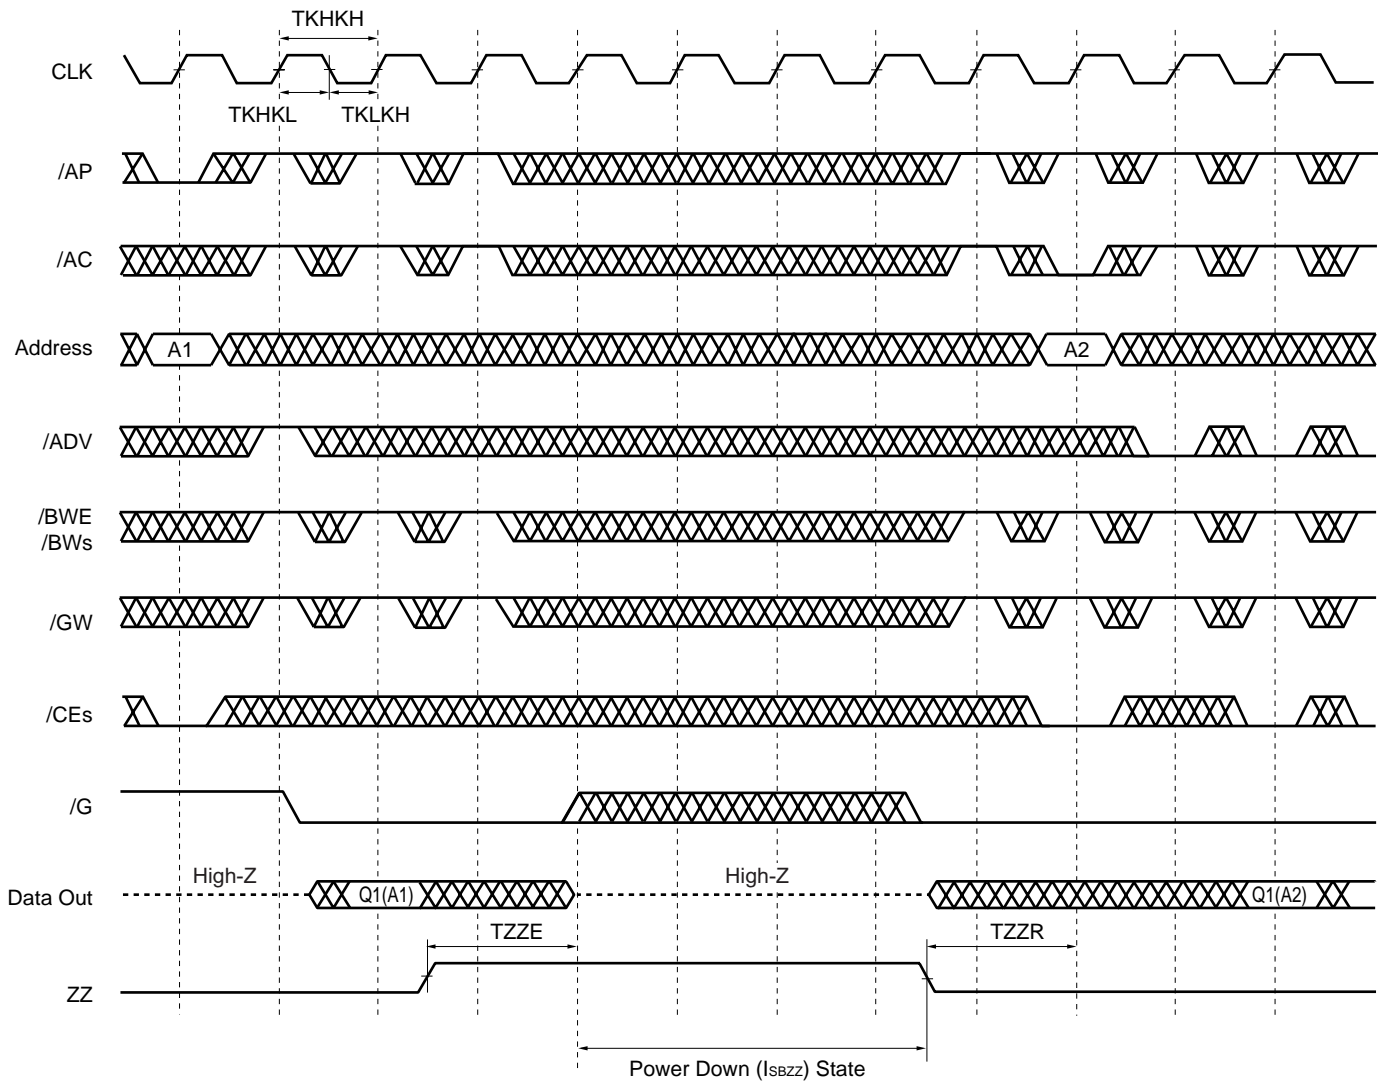 TKHKH
CLK
TKHKL TKLKH
/AP
/AC
Address A1 A2
/ADV
/BWE
/BWs
/GW
/CEs
/G
High-Z High-Z
Data Out Q1(A1) Q1(A2)
TZZE TZZR
ZZ
Power Down (ISBZZ) State